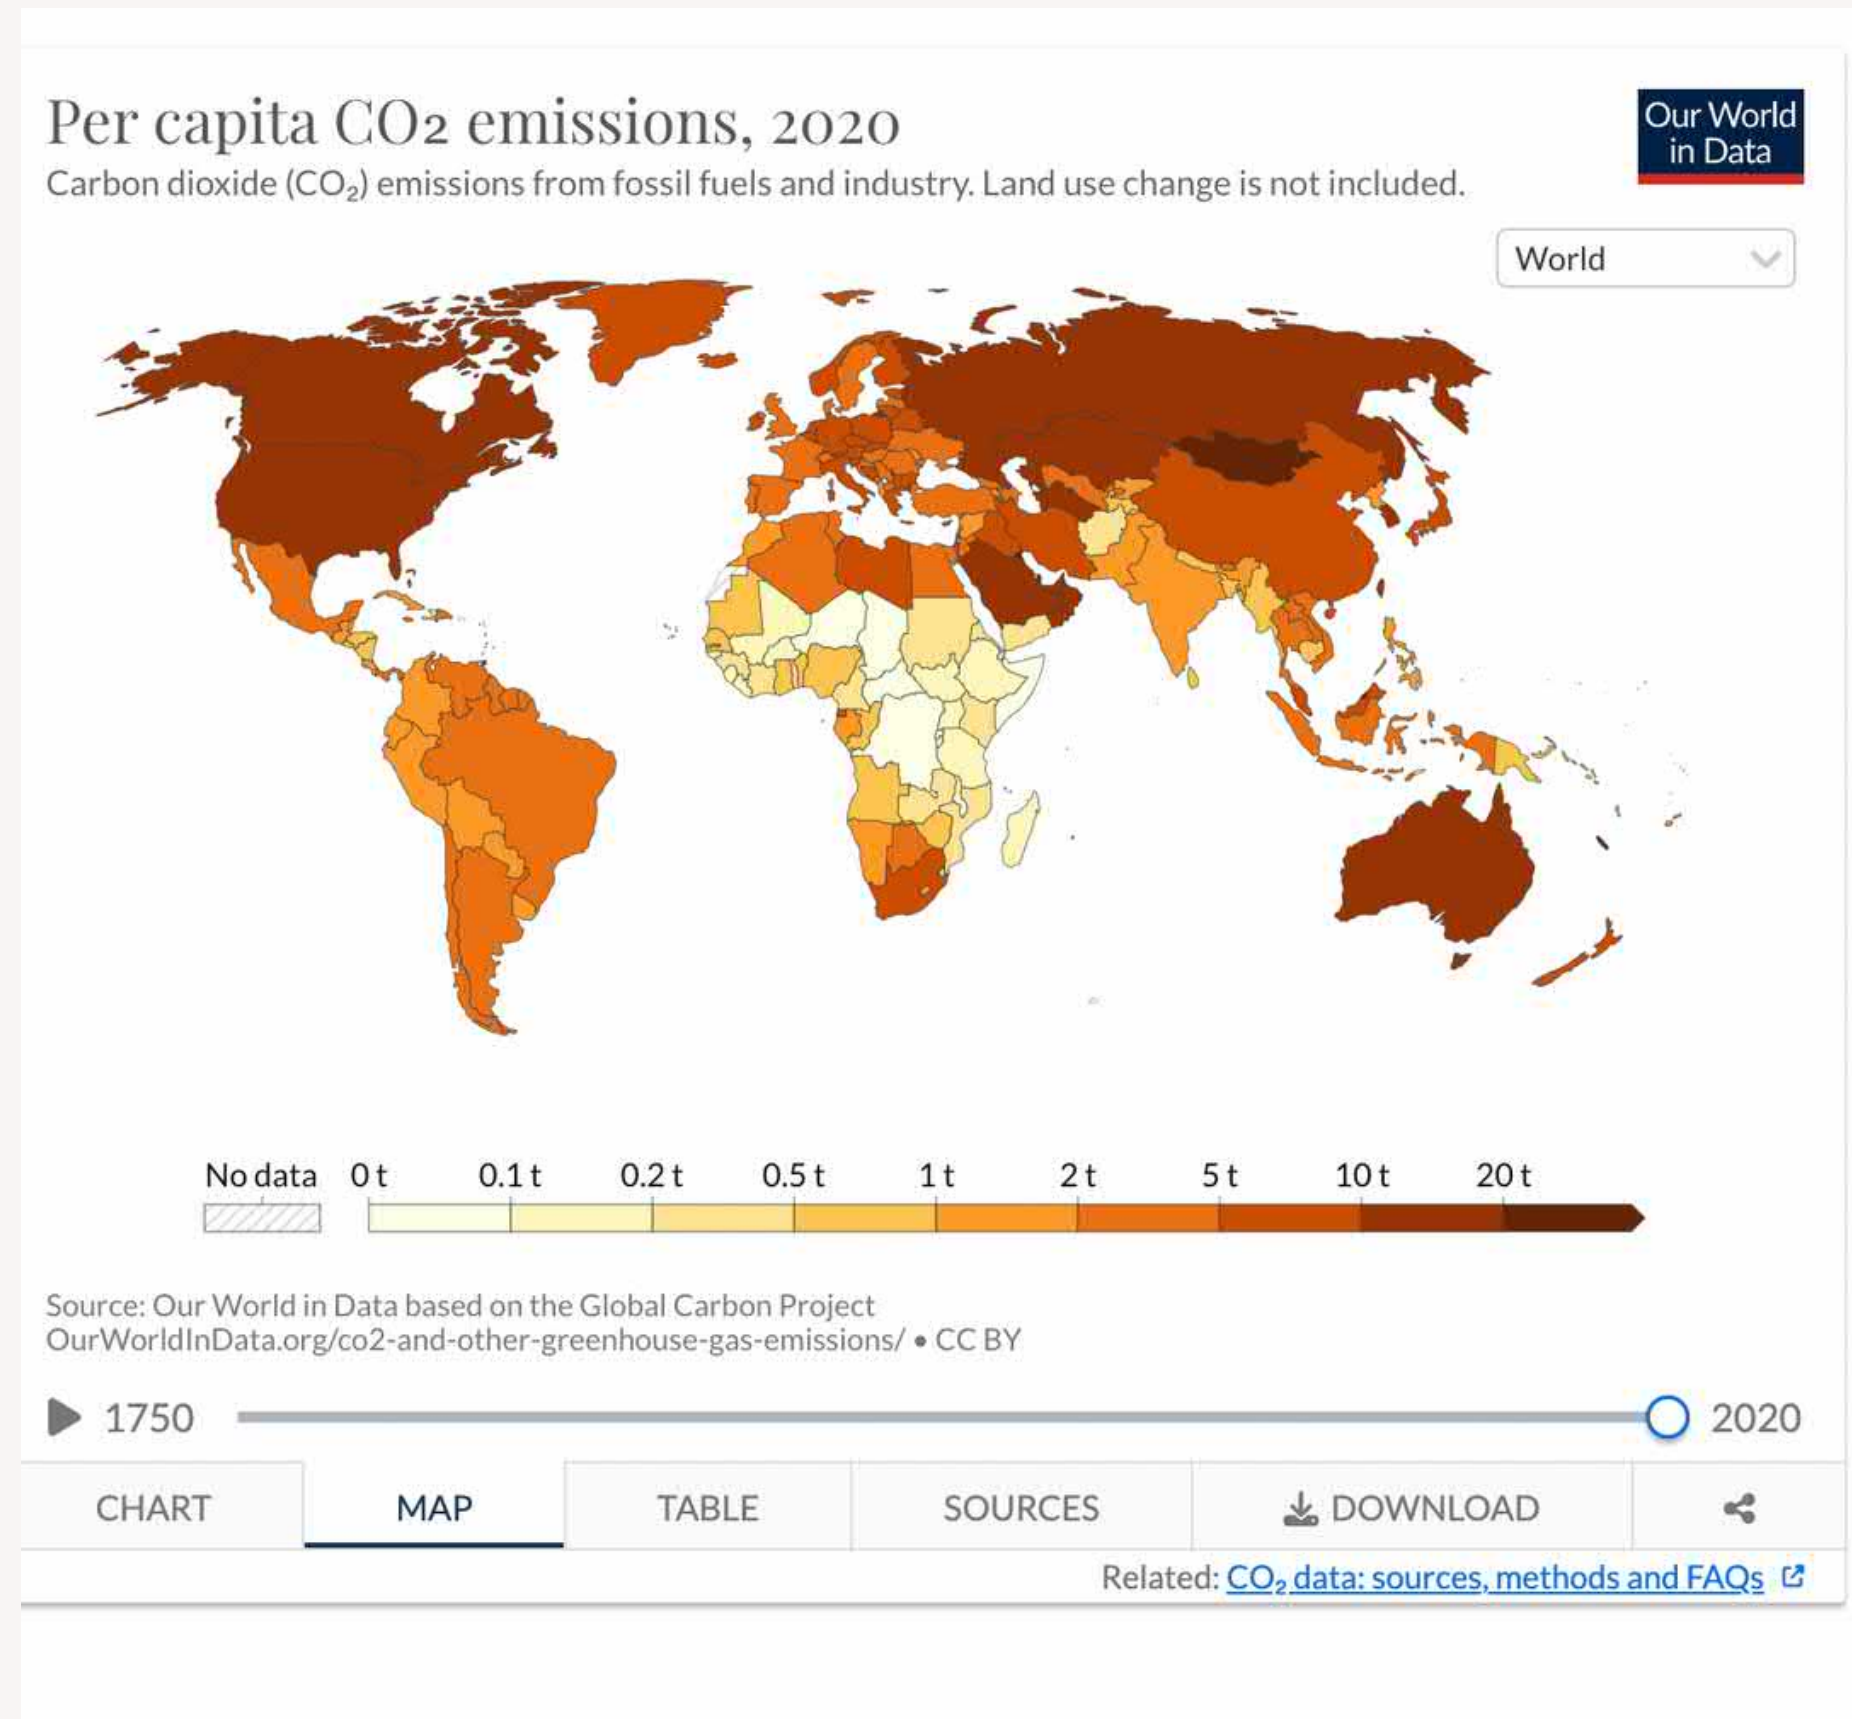 Per capita CO2 emissions, 2020
Carbon dioxide (CO₂) emissions from fossil fuels and industry. Land use change is not included.
Our World
in Data
World
No data 0 t 0.1 t 0.2 t 0.5 t 1 t 2 t 5 t 10 t 20 t
Source: Our World in Data based on the Global Carbon Project
OurWorldInData.org/co2-and-other-greenhouse-gas-emissions/ • CC BY
1750 2020
CHART MAP TABLE SOURCES DOWNLOAD
Related: CO₂ data: sources, methods and FAQs